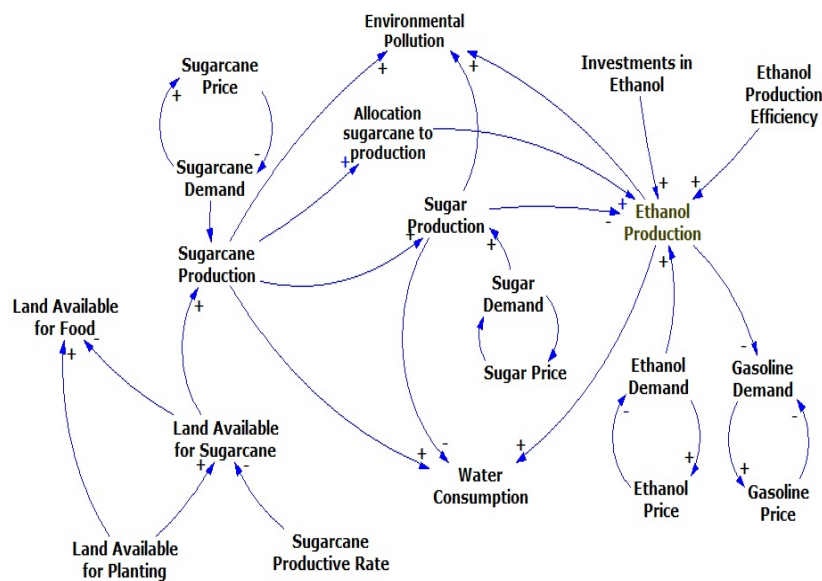 Environmental
Pollution
Sugarcane
Price
Investments in
Ethanol
Ethanol
Production
Efficiency
Allocation
sugarcane to
production
Sugarcane
Demand
Sugar
Production
Ethanol
Production
Sugarcane
Production
Sugar
Demand
Land Available
for Food
Sugar Price
Ethanol
Demand
Gasoline
Demand
Land Available
for Sugarcane
Water
Consumption
Ethanol
Price
Gasoline
Price
Land Available
for Planting
Sugarcane
Productive Rate